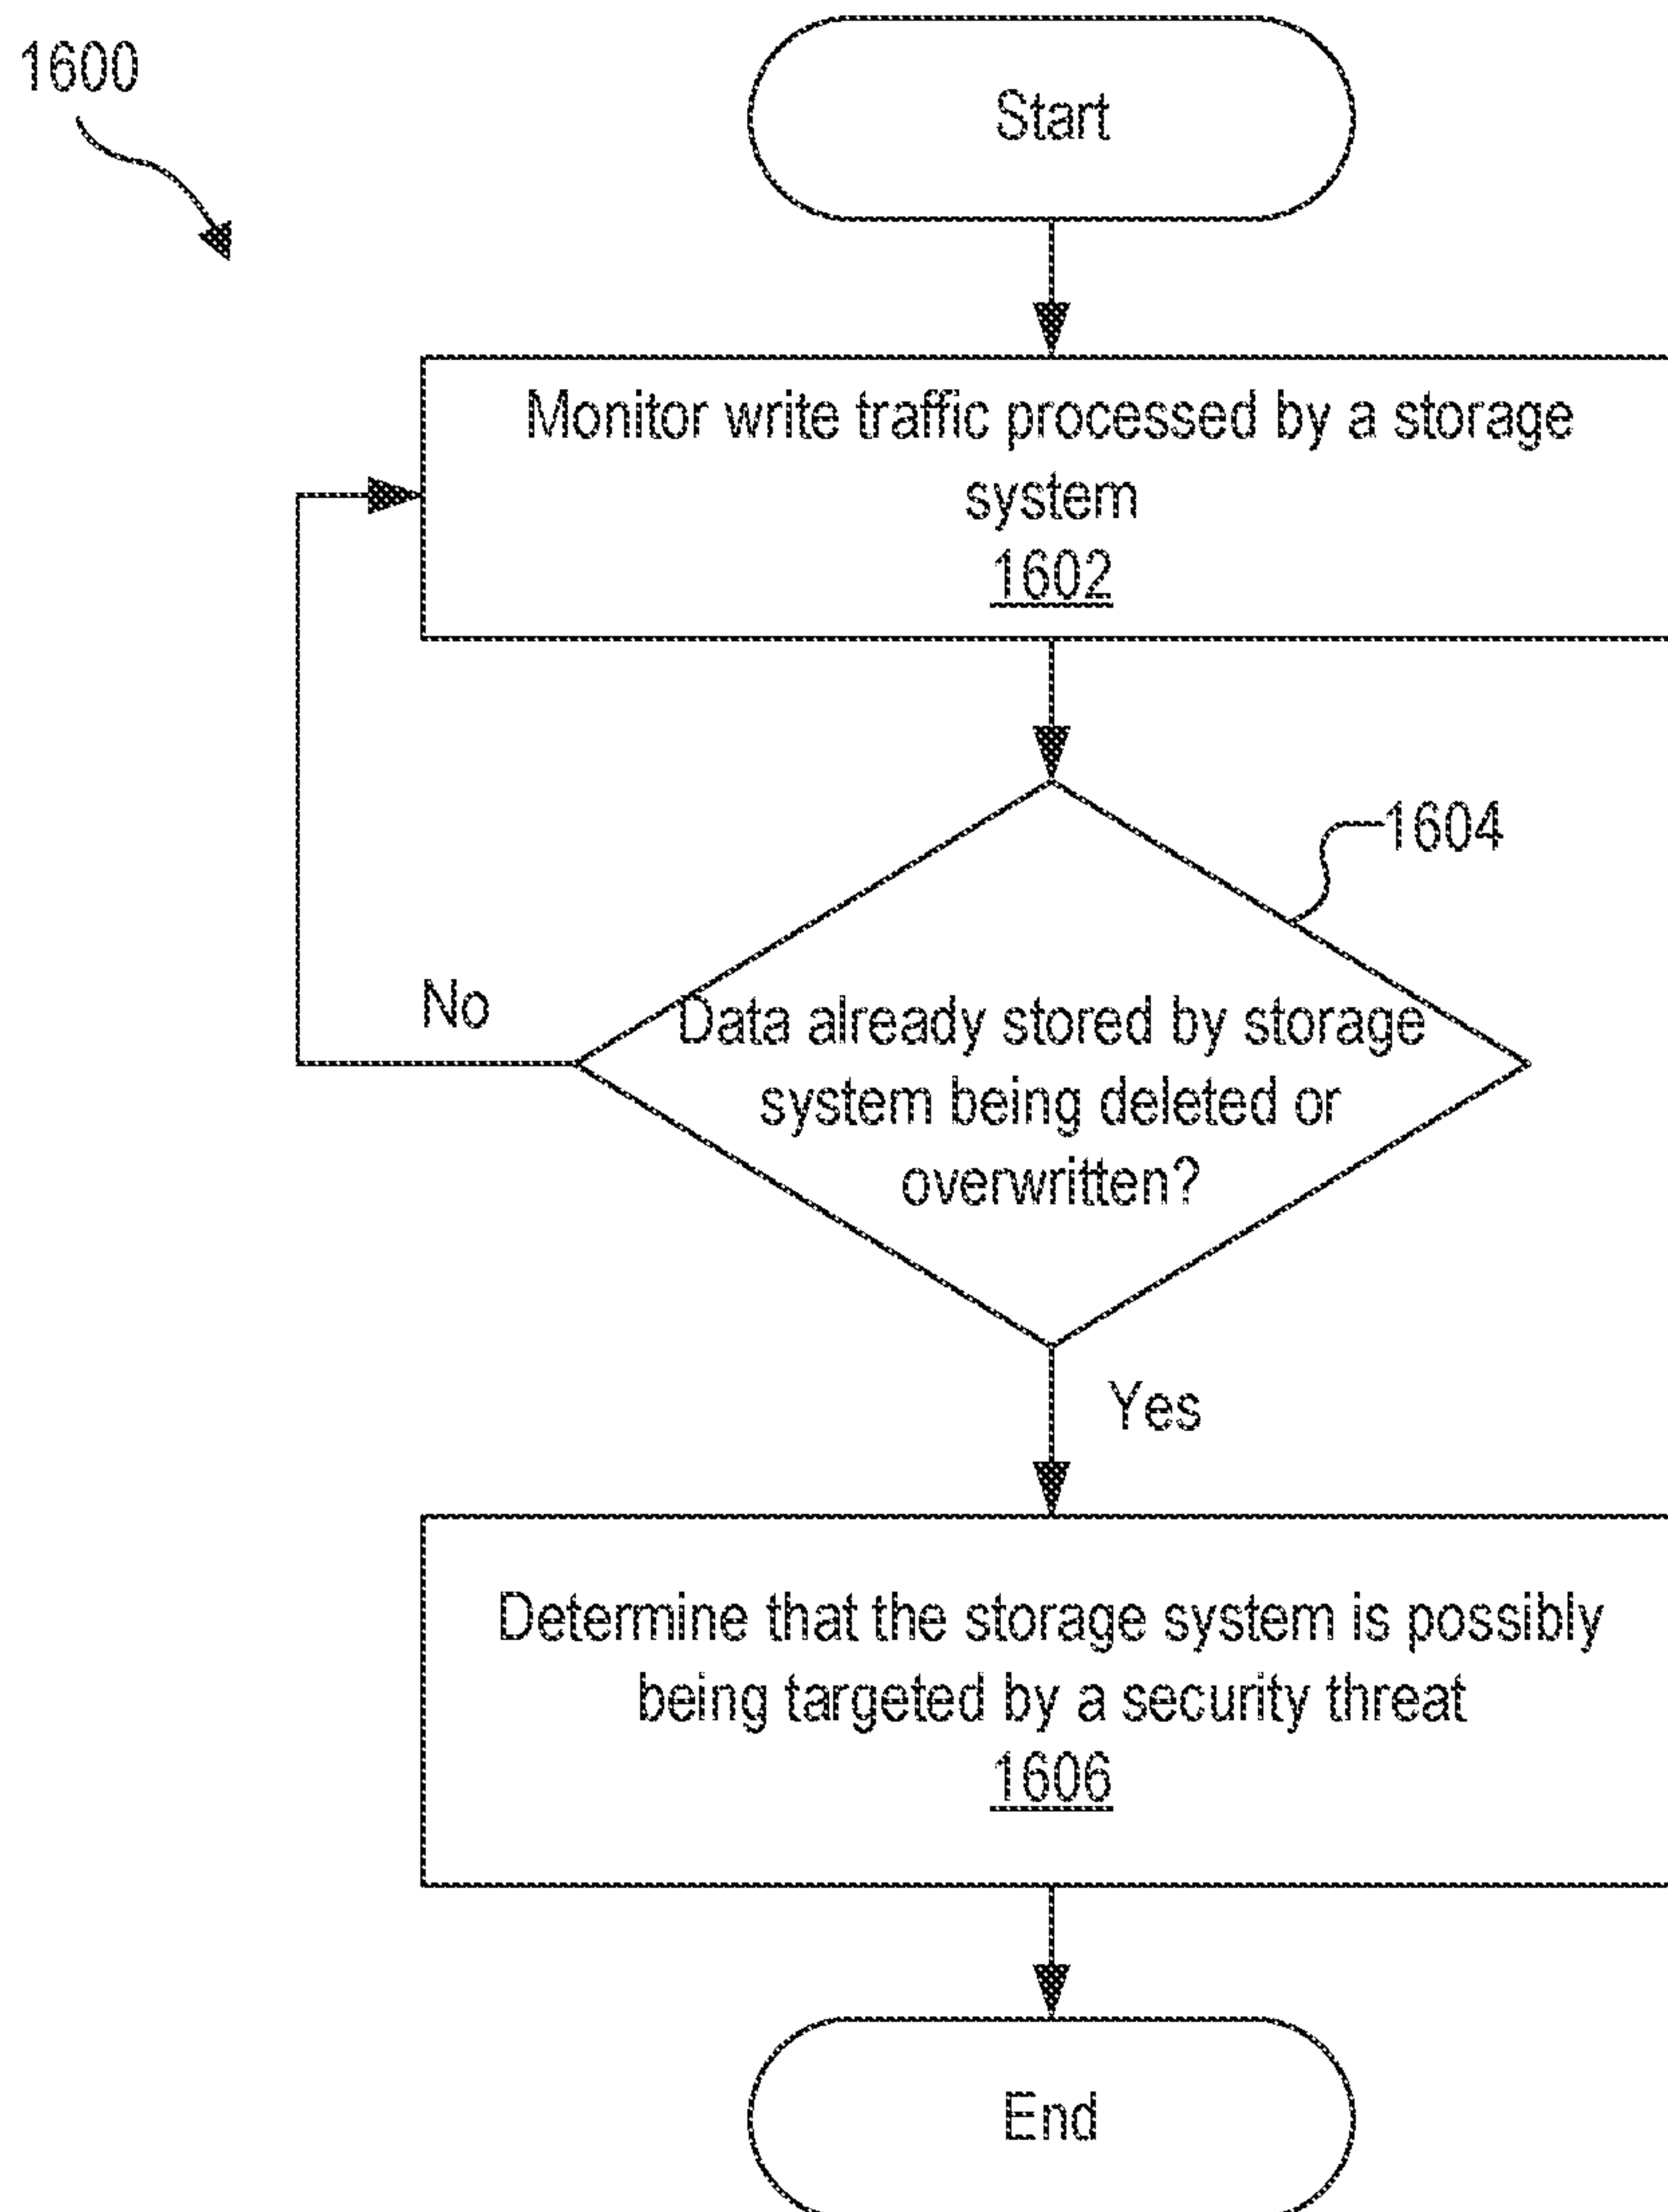 1600
Start
Monitor write traffic processed by a storage
system
1602
1604
No
Data already stored by storage
system being deleted or
overwritten?
Yes
Determine that the storage system is possibly
being targeted by a security threat
1606
End